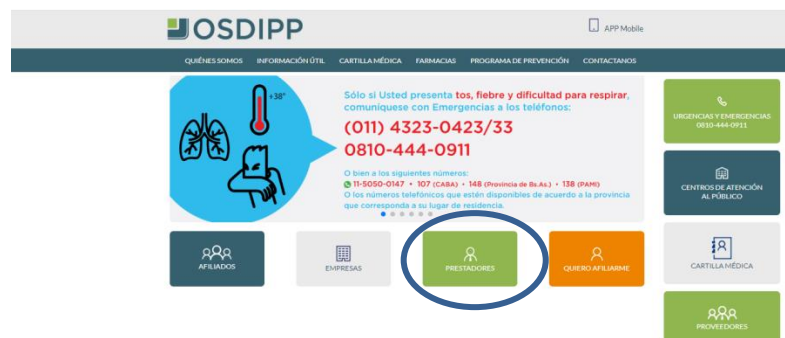 OSDIPP
APP Mobile
QUIÉNES SOMOS INFORMACIÓN ÚTIL CARTILLA MÉDICA FARMACIAS PROGRAMA DE PREVENCIÓN CONTACTANOS
+38°
Sólo si Usted presenta tos, fiebre y dificultad para respirar,
comuníquese con Emergencias a los teléfonos:
(011) 4323-0423/33
0810-444-0911
O bien a los siguientes números:
11-5050-0147 • 107 (CABA) • 148 (Provincia de Bs.As.) • 138 (PAMI)
O los números telefónicos que estén disponibles de acuerdo a la provincia
que corresponda a su lugar de residencia.
URGENCIAS Y EMERGENCIAS
0810-444-0911
CENTROS DE ATENCIÓN
AL PÚBLICO
AFILIADOS
EMPRESAS
PRESTADORES
QUIERO AFILIARME
CARTILLA MÉDICA
PROVEEDORES